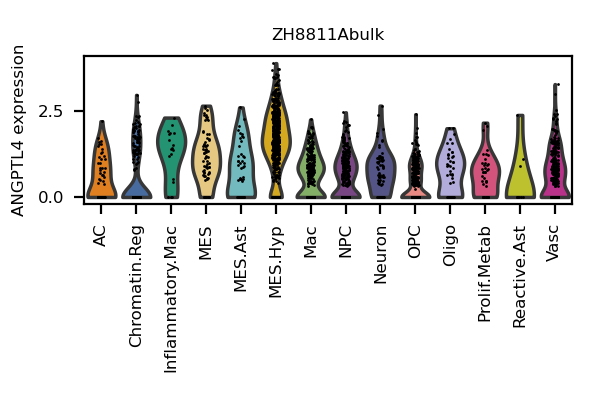 ZH8811Abulk
ANGPTL4 expression
2.5
0.0
AC
Chromatin.Reg
Inflammatory.Mac
MES
MES.Ast
MES.Hyp
Mac
NPC
Neuron
OPC
Oligo
Prolif.Metab
Reactive.Ast
Vasc